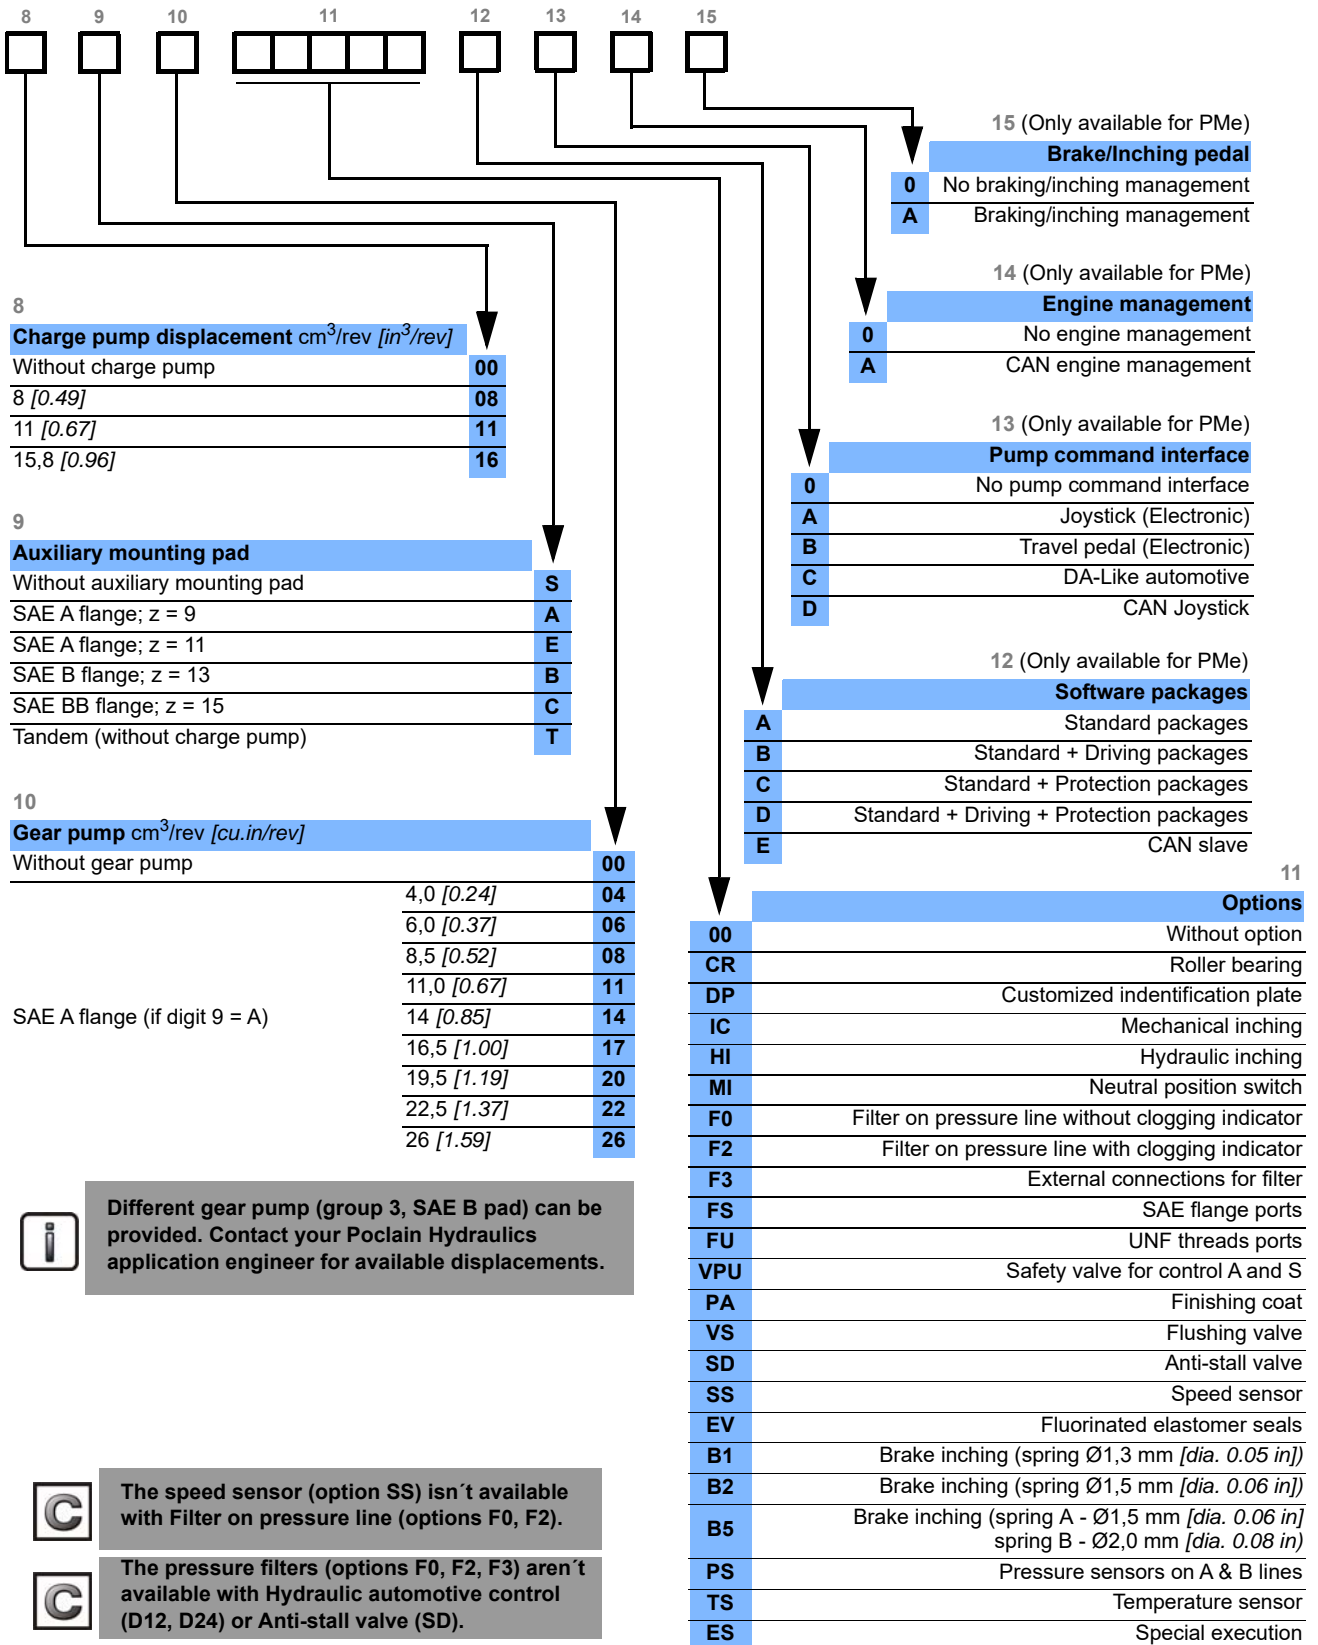 8 9 10 11 12 13 14 15
15 (Only available for PMe)
Brake/Inching pedal
0 No braking/inching management
A Braking/inching management
14 (Only available for PMe)
Engine management
0 No engine management
A CAN engine management
13 (Only available for PMe)
Pump command interface
0 No pump command interface
A Joystick (Electronic)
B Travel pedal (Electronic)
C DA-Like automotive
D CAN Joystick
12 (Only available for PMe)
Software packages
A Standard packages
B Standard + Driving packages
C Standard + Protection packages
D Standard + Driving + Protection packages
E CAN slave
8
Charge pump displacement cm³/rev [in³/rev]
Without charge pump 00
8 [0.49] 08
11 [0.67] 11
15,8 [0.96] 16
9
Auxiliary mounting pad
Without auxiliary mounting pad S
SAE A flange; z = 9 A
SAE A flange; z = 11 E
SAE B flange; z = 13 B
SAE BB flange; z = 15 C
Tandem (without charge pump) T
10
Gear pump cm³/rev [cu.in/rev]
Without gear pump 00
4,0 [0.24] 04
6,0 [0.37] 06
8,5 [0.52] 08
11,0 [0.67] 11
SAE A flange (if digit 9 = A) 14 [0.85] 14
16,5 [1.00] 17
19,5 [1.19] 20
22,5 [1.37] 22
26 [1.59] 26
11
Options
00 Without option
CR Roller bearing
DP Customized indentification plate
IC Mechanical inching
HI Hydraulic inching
MI Neutral position switch
F0 Filter on pressure line without clogging indicator
F2 Filter on pressure line with clogging indicator
F3 External connections for filter
FS SAE flange ports
FU UNF threads ports
VPU Safety valve for control A and S
PA Finishing coat
VS Flushing valve
SD Anti-stall valve
SS Speed sensor
EV Fluorinated elastomer seals
B1 Brake inching (spring Ø1,3 mm [dia. 0.05 in])
B2 Brake inching (spring Ø1,5 mm [dia. 0.06 in])
B5 Brake inching (spring A - Ø1,5 mm [dia. 0.06 in]
spring B - Ø2,0 mm [dia. 0.08 in)
PS Pressure sensors on A & B lines
TS Temperature sensor
ES Special execution
i
Different gear pump (group 3, SAE B pad) can be
provided. Contact your Poclain Hydraulics
application engineer for available displacements.
C
The speed sensor (option SS) isn´t available
with Filter on pressure line (options F0, F2).
C
The pressure filters (options F0, F2, F3) aren´t
available with Hydraulic automotive control
(D12, D24) or Anti-stall valve (SD).